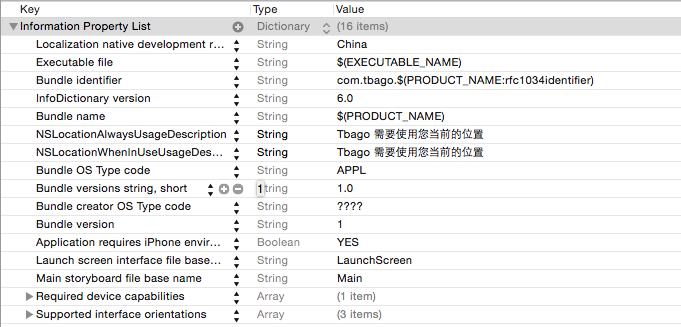 Key Type Value
Information Property List Dictionary (16 items)
Localization native development r... String China
Executable file String $(EXECUTABLE_NAME)
Bundle identifier String com.tbago.$(PRODUCT_NAME:rfc1034identifier)
InfoDictionary version String 6.0
Bundle name String $(PRODUCT_NAME)
NSLocationAlwaysUsageDescription String Tbago 需要使用您当前的位置
NSLocationWhenInUseUsageDes... String Tbago 需要使用您当前的位置
Bundle OS Type code String APPL
Bundle versions string, short 1tring 1.0
Bundle creator OS Type code String ????
Bundle version String 1
Application requires iPhone envir... Boolean YES
Launch screen interface file base... String LaunchScreen
Main storyboard file base name String Main
Required device capabilities Array (1 item)
Supported interface orientations Array (3 items)